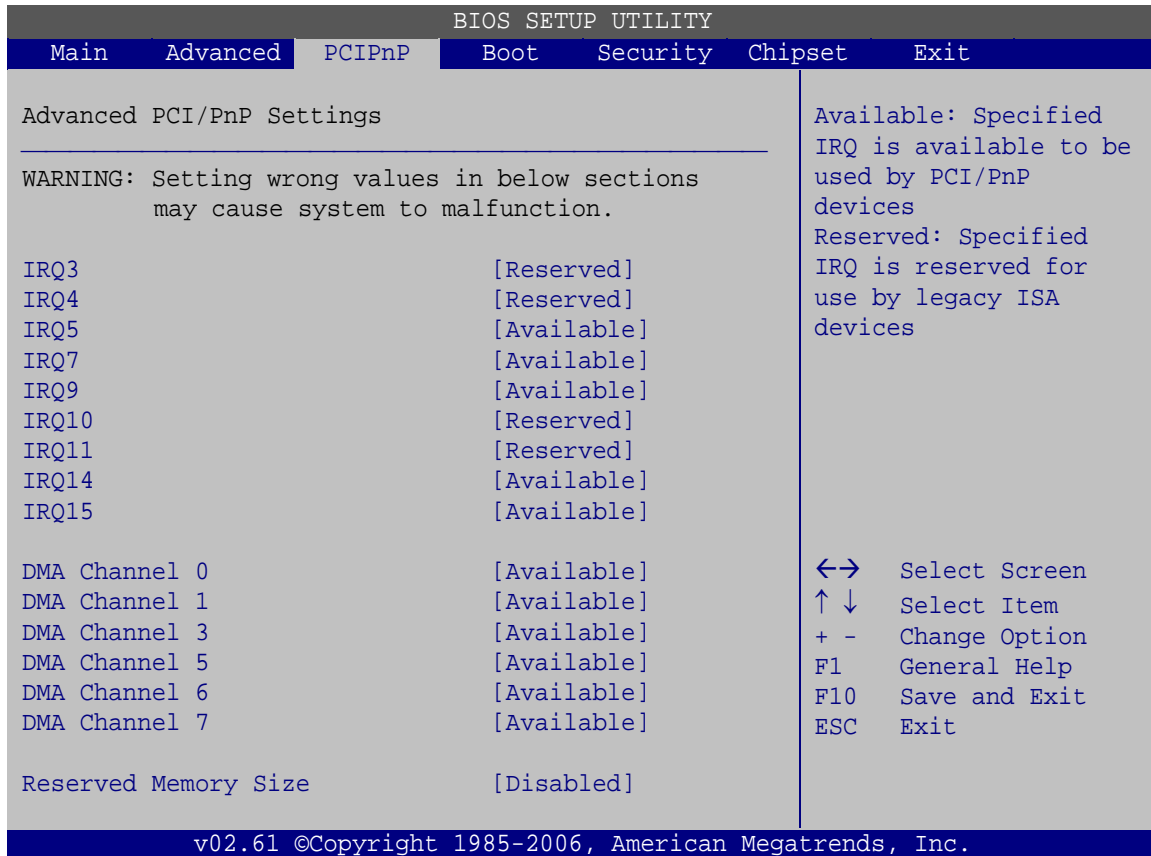 BIOS SETUP UTILITY
Main Advanced PCIPnP Boot Security Chipset Exit
Advanced PCI/PnP Settings
WARNING: Setting wrong values in below sections
may cause system to malfunction.
IRQ3 [Reserved]
IRQ4 [Reserved]
IRQ5 [Available]
IRQ7 [Available]
IRQ9 [Available]
IRQ10 [Reserved]
IRQ11 [Reserved]
IRQ14 [Available]
IRQ15 [Available]
DMA Channel 0 [Available]
DMA Channel 1 [Available]
DMA Channel 3 [Available]
DMA Channel 5 [Available]
DMA Channel 6 [Available]
DMA Channel 7 [Available]
Reserved Memory Size [Disabled]
Available: Specified
IRQ is available to be
used by PCI/PnP
devices
Reserved: Specified
IRQ is reserved for
use by legacy ISA
devices
←→ Select Screen
↑ ↓ Select Item
+ - Change Option
F1 General Help
F10 Save and Exit
ESC Exit
v02.61 ©Copyright 1985-2006, American Megatrends, Inc.